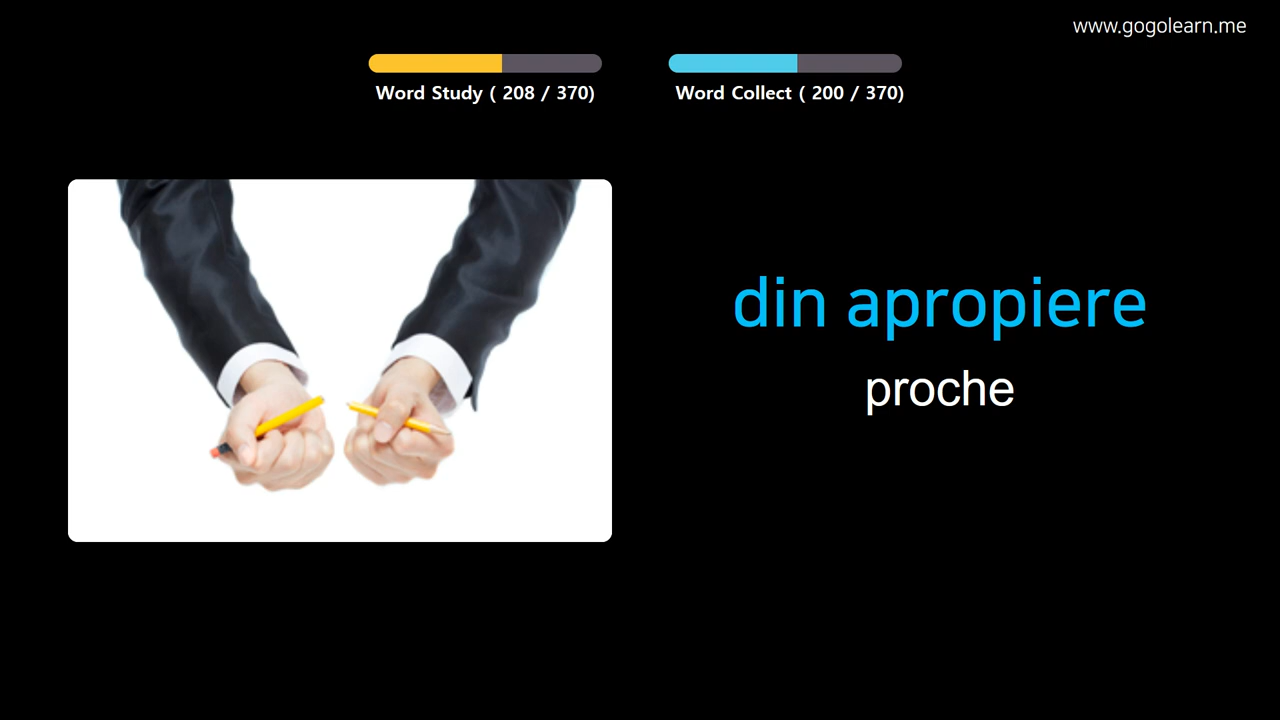 www.gogolearn.me
Word Study ( 208 / 370)
Word Collect ( 200 / 370)
din apropiere
proche